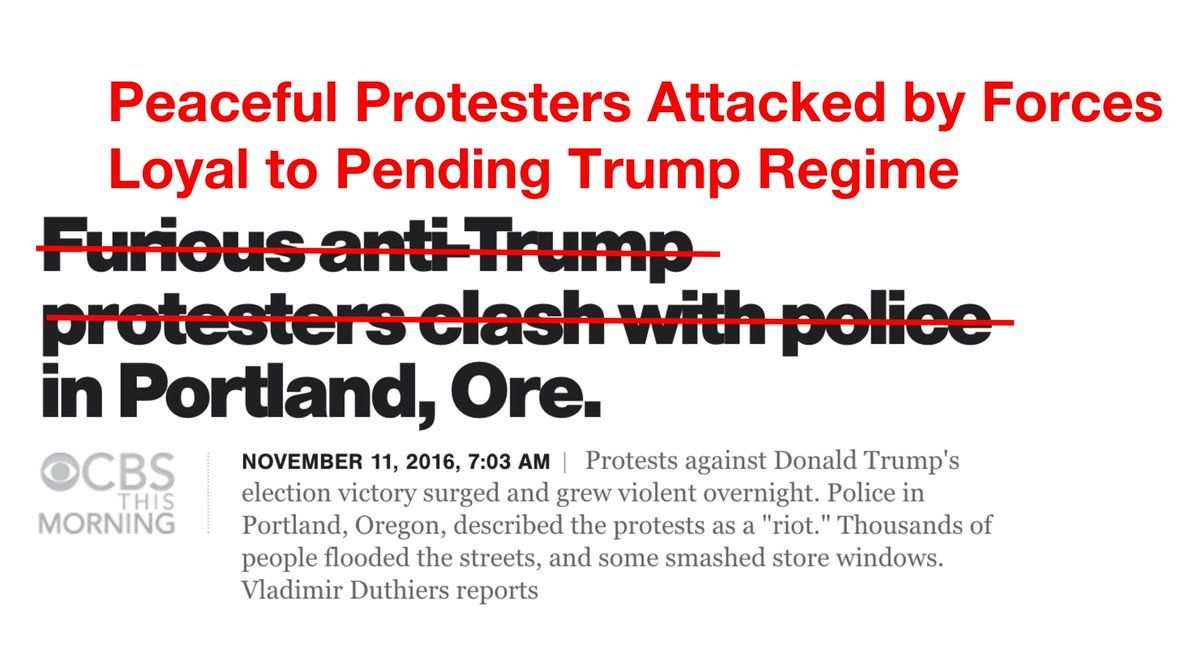 Peaceful Protesters Attacked by Forces
Loyal to Pending Trump Regime
Furious anti-Trump
protesters clash with police
in Portland, Ore.
CBS
THIS
MORNING
NOVEMBER 11, 2016, 7:03 AM | Protests against Donald Trump's
election victory surged and grew violent overnight. Police in
Portland, Oregon, described the protests as a "riot." Thousands of
people flooded the streets, and some smashed store windows.
Vladimir Duthiers reports